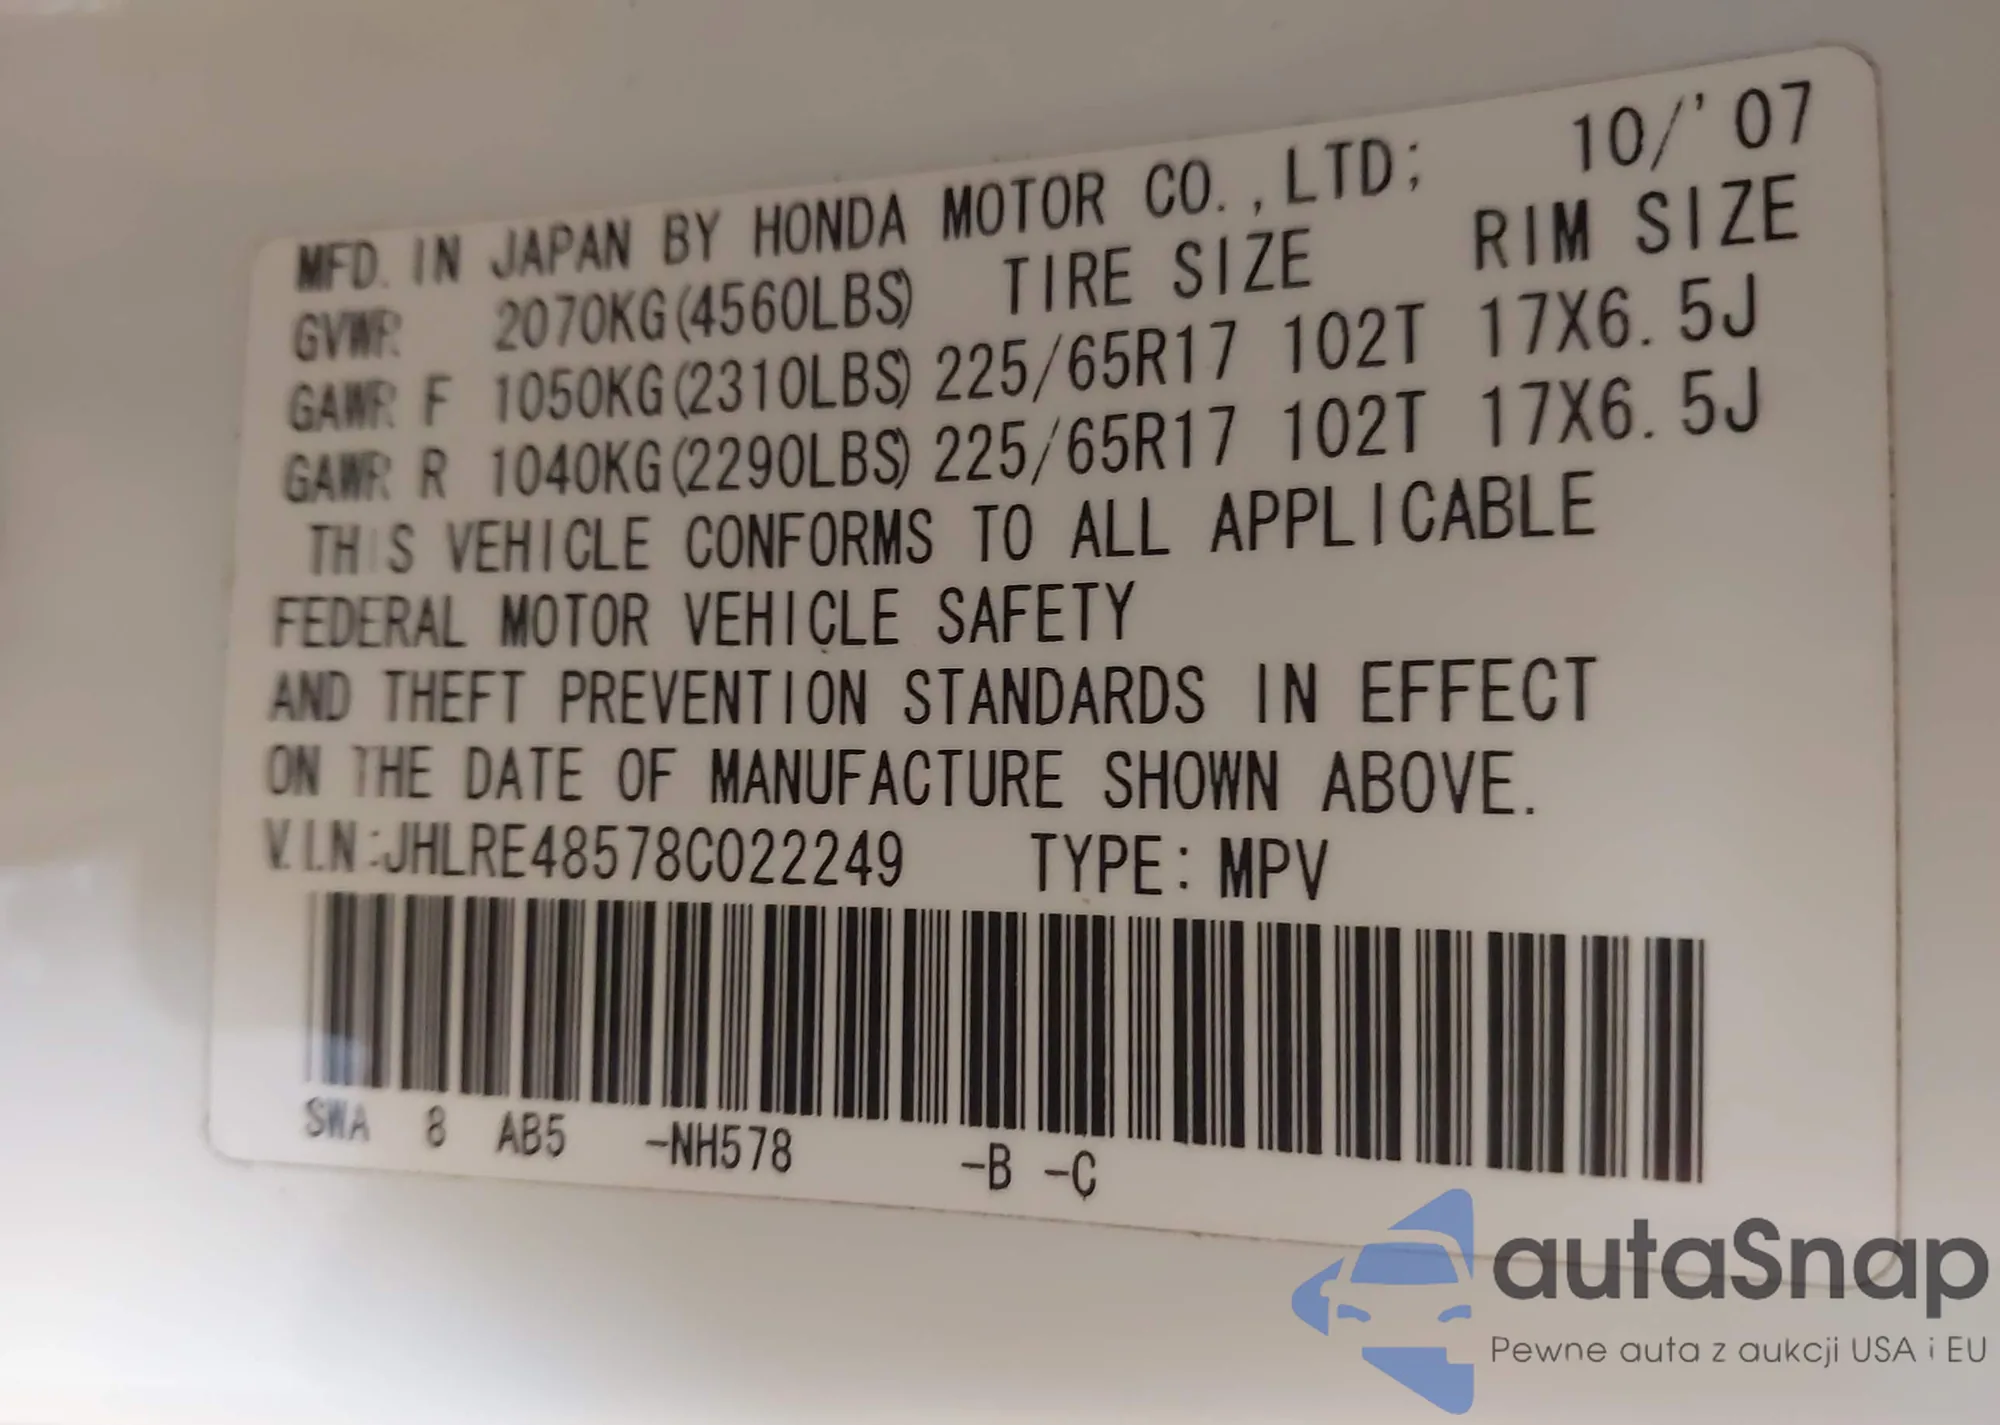 MFD. IN JAPAN BY HONDA MOTOR CO.,LTD; 10/'07
GVWR 2070KG(4560LBS) TIRE SIZE RIM SIZE
GAWR F 1050KG(2310LBS) 225/65R17 102T 17X6.5J
GAWR R 1040KG(2290LBS) 225/65R17 102T 17X6.5J
THIS VEHICLE CONFORMS TO ALL APPLICABLE
FEDERAL MOTOR VEHICLE SAFETY
AND THEFT PREVENTION STANDARDS IN EFFECT
ON THE DATE OF MANUFACTURE SHOWN ABOVE.
V.I.N:JHLRE48578C022249 TYPE: MPV
SWA 8 AB5 -NH578 -B -C
autaSnap
Pewne auta z aukcji USA i EU